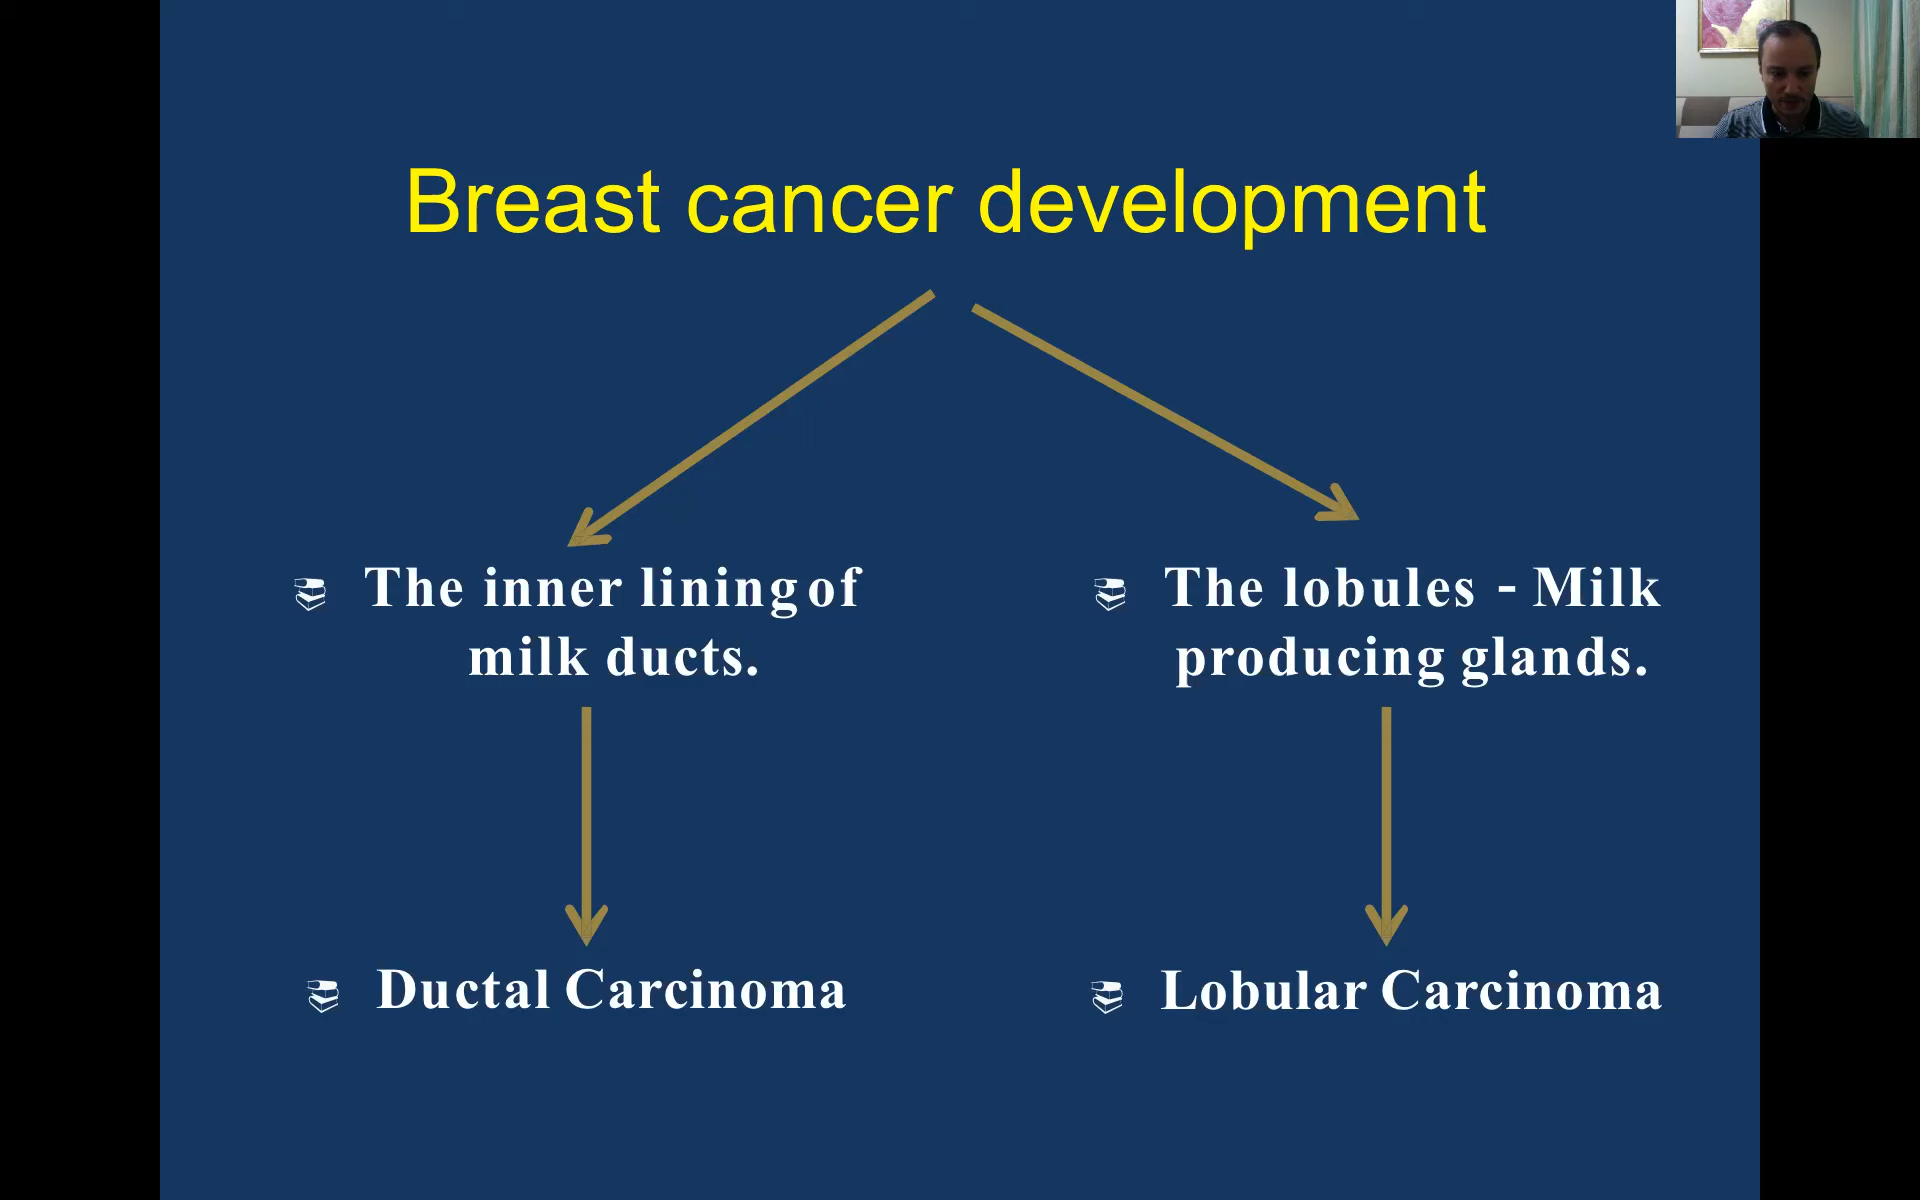 Breast cancer development
The inner lining of
milk ducts.
The lobules - Milk
producing glands.
Ductal Carcinoma
Lobular Carcinoma